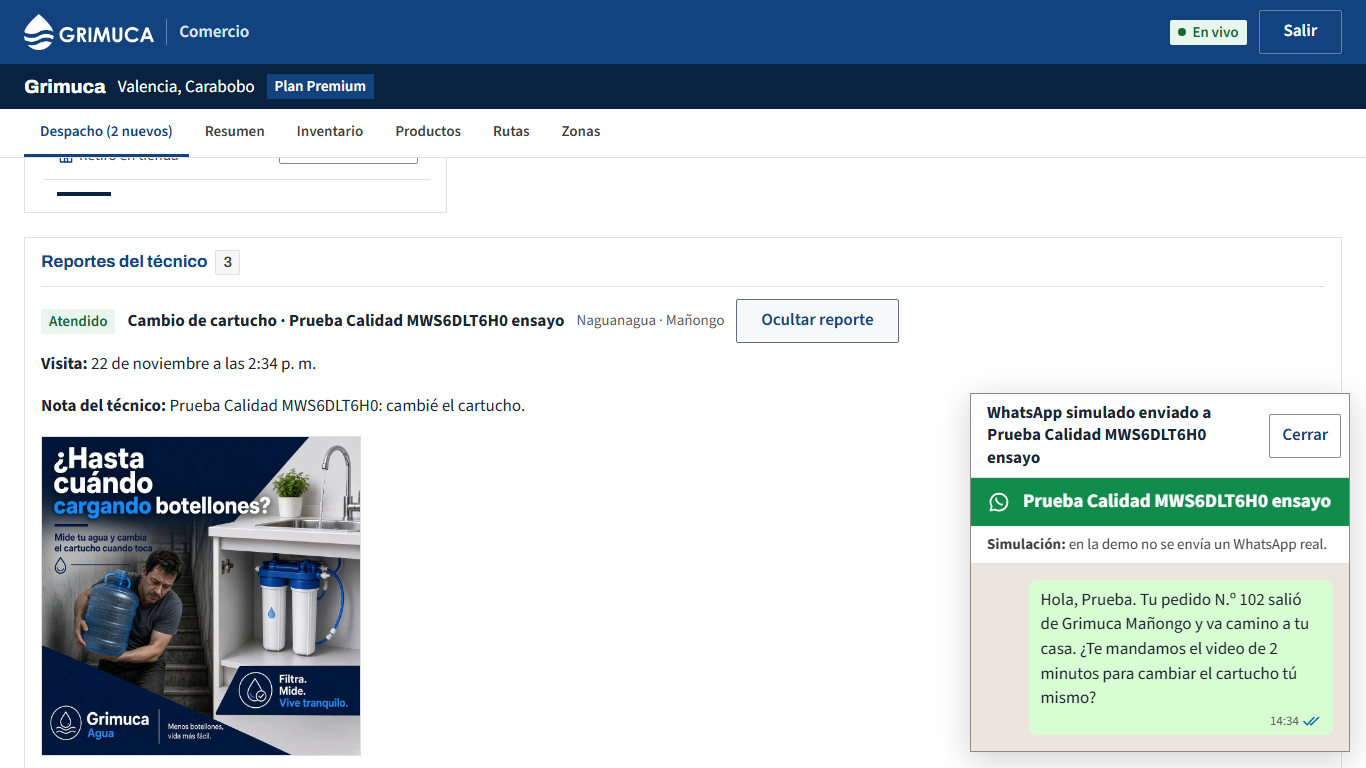 GRIMUCA
Comercio
En vivo
Salir
Grimuca
Valencia, Carabobo
Plan Premium
Despacho (2 nuevos)
Resumen
Inventario
Productos
Rutas
Zonas
Retiro en tienda
Reportes del técnico
3
Atendido
Cambio de cartucho · Prueba Calidad MWS6DLT6H0 ensayo
Naguanagua · Mañongo
Ocultar reporte
Visita: 22 de noviembre a las 2:34 p. m.
Nota del técnico: Prueba Calidad MWS6DLT6H0: cambié el cartucho.
¿Hasta
cuándo
cargando botellones?
Mide tu agua y cambia
el cartucho cuando toca
Filtra.
Mide.
Vive tranquilo.
Grimuca
Agua
Menos botellones,
vida más fácil.
WhatsApp simulado enviado a
Prueba Calidad MWS6DLT6H0
ensayo
Cerrar
Prueba Calidad MWS6DLT6H0 ensayo
Simulación: en la demo no se envía un WhatsApp real.
Hola, Prueba. Tu pedido N.º 102 salió
de Grimuca Mañongo y va camino a tu
casa. ¿Te mandamos el video de 2
minutos para cambiar el cartucho tú
mismo?
14:34